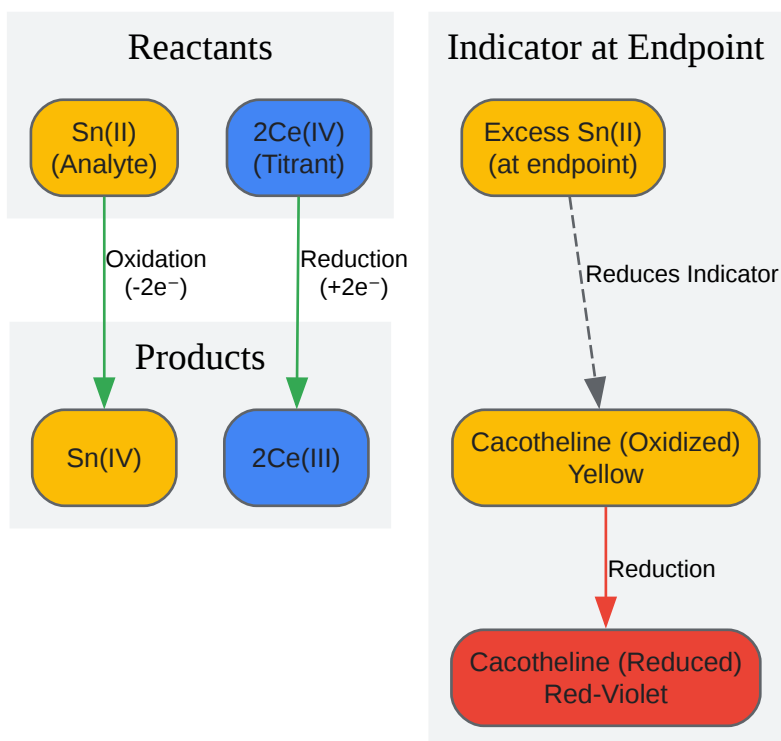 Reactants
Sn(II)
(Analyte)
2Ce(IV)
(Titrant)
Oxidation
(-2e⁻)
Reduction
(+2e⁻)
Products
Sn(IV)
2Ce(III)
Indicator at Endpoint
Excess Sn(II)
(at endpoint)
Reduces Indicator
Cacotheline (Oxidized)
Yellow
Reduction
Cacotheline (Reduced)
Red-Violet